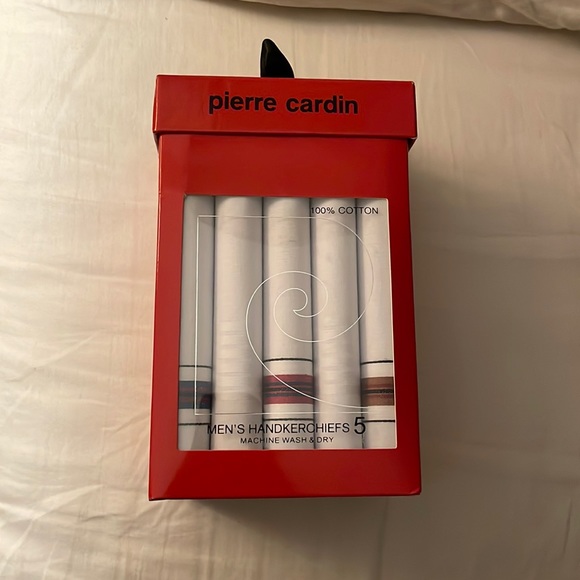 pierre cardin
100% COTTON
MEN'S HANDKERCHIEFS 5
MACHINE WASH & DRY